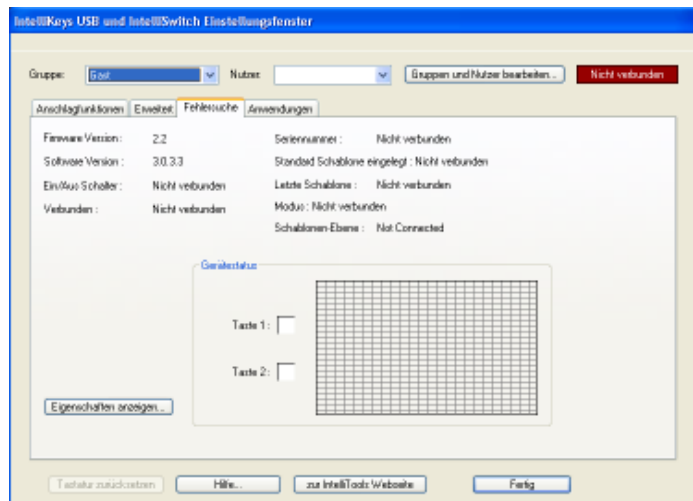 IntelliKeys USB und IntelliSwitch Einstellungsfenster
Gruppe: Gast Nutzer: Gruppen und Nutzer bearbeiten... Nicht verbunden
Anschlagfunktionen Erweitert Fehlersuche Anwendungen
Firmware Version : 2.2 Seriennummer : Nicht verbunden
Software Version : 3.0.3.3 Standard Schablone eingelegt : Nicht verbunden
Ein/Aus-Schalter : Nicht verbunden Letzte Schablone : Nicht verbunden
Verbunden : Nicht verbunden Modus : Nicht verbunden
Schablonen-Ebene : Not Connected
Gerätestatus
Taste 1 :
Taste 2 :
Eigenschaften anzeigen...
Tastatur zurücksetzen Hilfe... zur IntelliTools Webseite Fertig